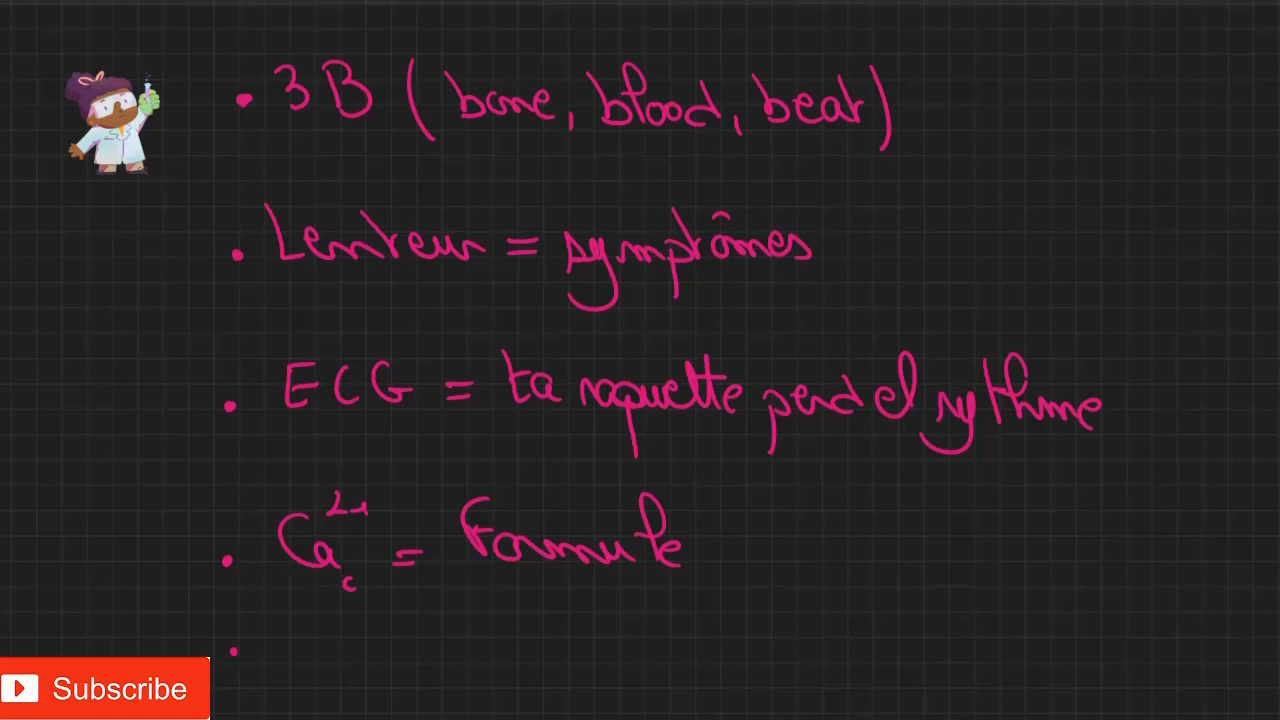 • 3B (bone, blood, beat)
• Lenteur = symptômes
• ECG = ta raquette perd el rythme
• Ca²⁺c = Formule
•
Subscribe